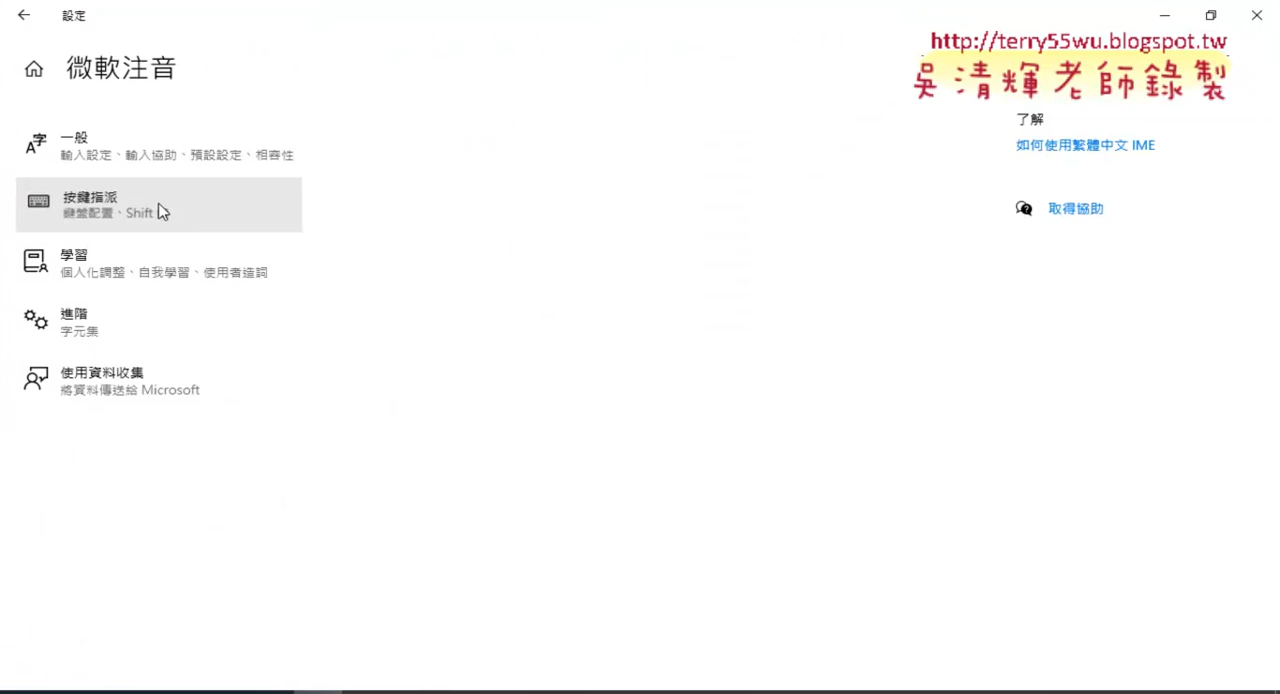 設定
http://terry55wu.blogspot.tw
吳清輝老師錄製
微軟注音
一般
輸入設定、輸入協助、預設設定、相容性
按鍵指派
鍵盤配置、Shift
學習
個人化調整、自我學習、使用者造詞
進階
字元集
使用資料收集
將資料傳送給 Microsoft
了解
如何使用繁體中文 IME
取得協助